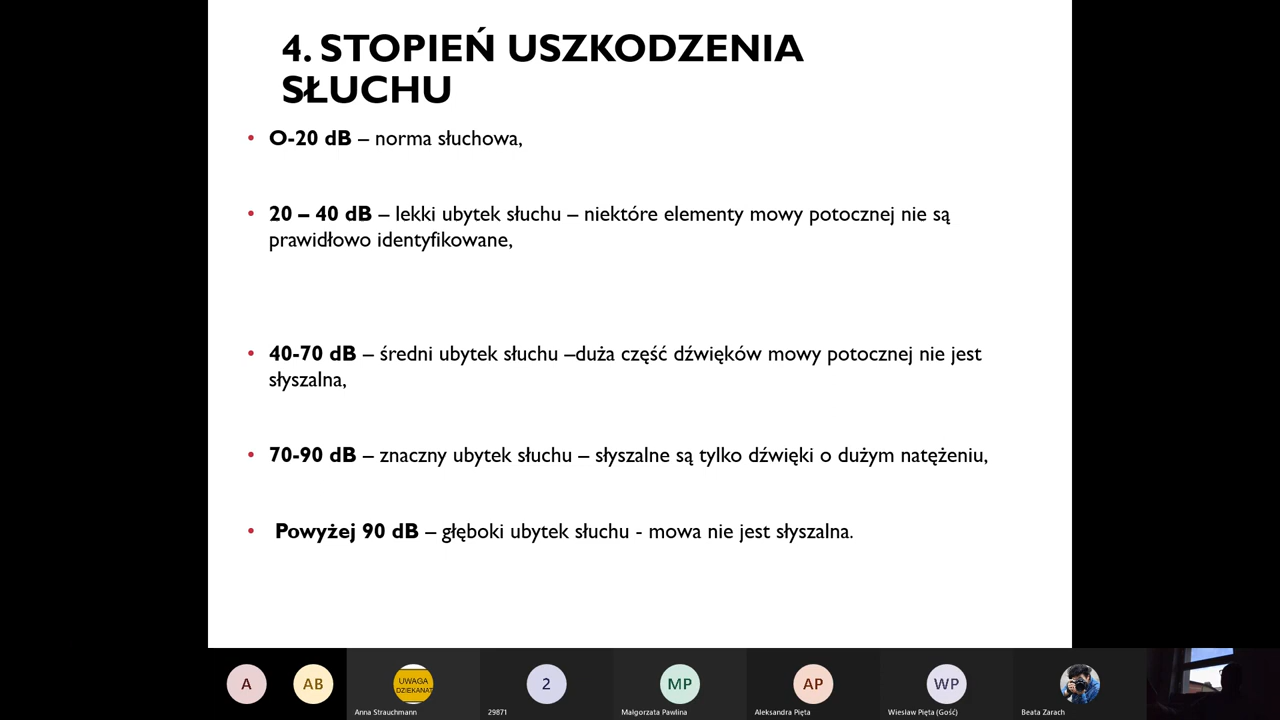 4. STOPIEŃ USZKODZENIA
SŁUCHU
• O-20 dB – norma słuchowa,
• 20 – 40 dB – lekki ubytek słuchu – niektóre elementy mowy potocznej nie są
prawidłowo identyfikowane,
• 40-70 dB – średni ubytek słuchu –duża część dźwięków mowy potocznej nie jest
słyszalna,
• 70-90 dB – znaczny ubytek słuchu – słyszalne są tylko dźwięki o dużym natężeniu,
• Powyżej 90 dB – głęboki ubytek słuchu - mowa nie jest słyszalna.
A
AB
UWAGA
DZIEKANAT
Anna Strauchmann
2
29871
MP
Małgorzata Pawlina
AP
Aleksandra Pięta
WP
Wiesław Pięta (Gość)
Beata Zarach